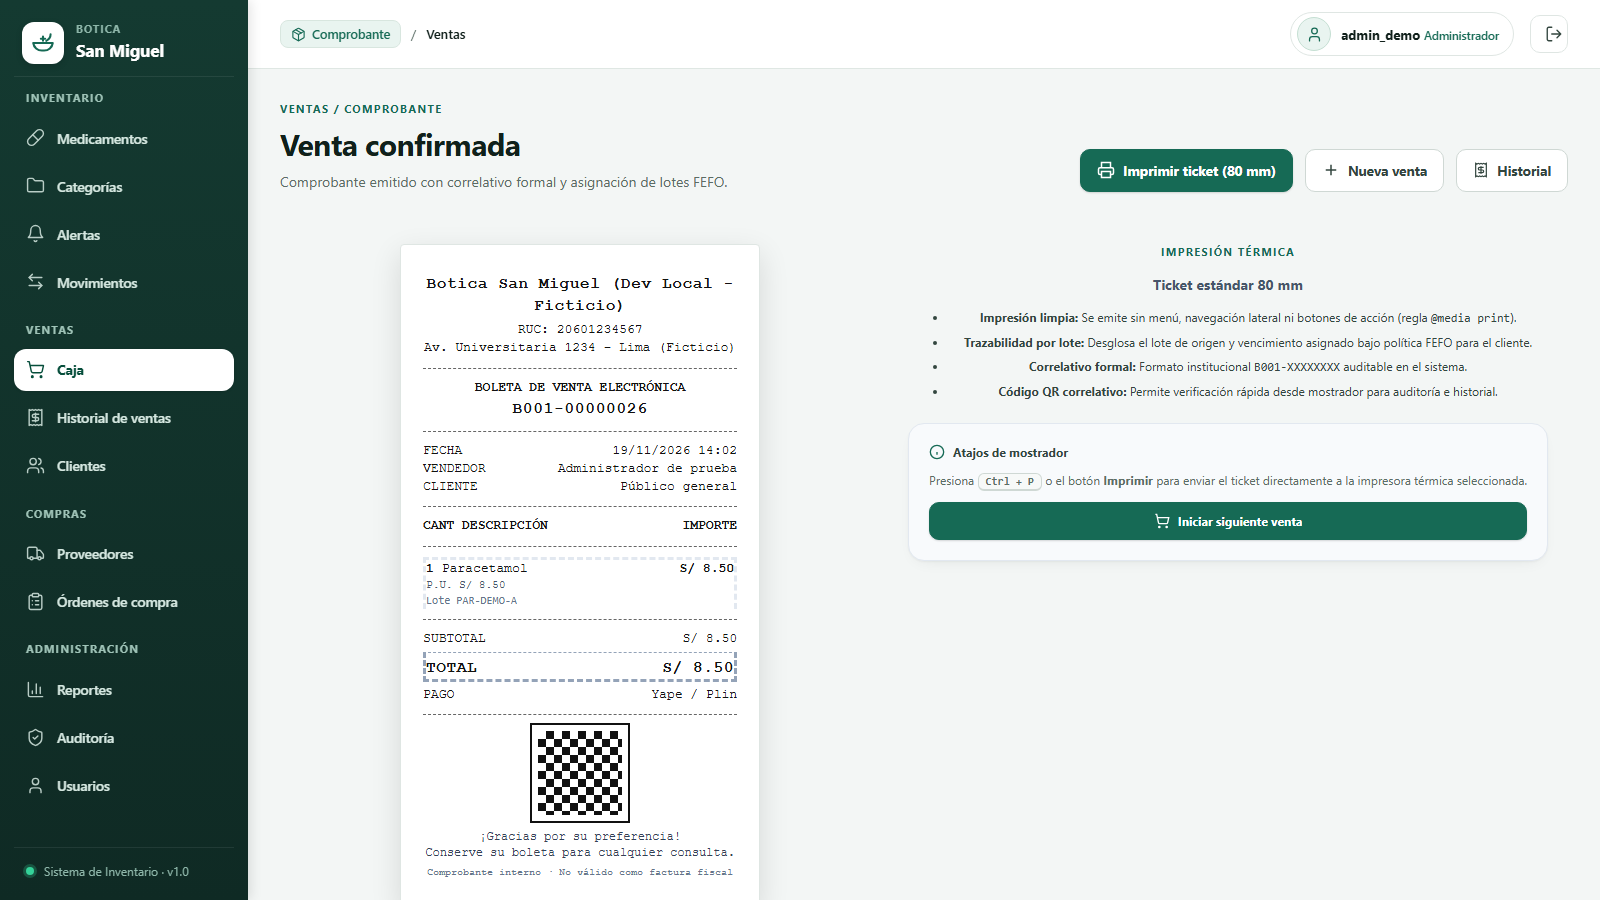 BOTICA
San Miguel
INVENTARIO
Medicamentos
Categorías
Alertas
Movimientos
VENTAS
Caja
Historial de ventas
Clientes
COMPRAS
Proveedores
Órdenes de compra
ADMINISTRACIÓN
Reportes
Auditoría
Usuarios
Sistema de Inventario · v1.0
Comprobante / Ventas
admin_demo Administrador
VENTAS / COMPROBANTE
Venta confirmada
Comprobante emitido con correlativo formal y asignación de lotes FEFO.
Imprimir ticket (80 mm)
Nueva venta
Historial
Botica San Miguel (Dev Local -
Ficticio)
RUC: 20601234567
Av. Universitaria 1234 - Lima (Ficticio)
BOLETA DE VENTA ELECTRÓNICA
B001-00000026
FECHA 19/11/2026 14:02
VENDEDOR Administrador de prueba
CLIENTE Público general
CANT DESCRIPCIÓN IMPORTE
1 Paracetamol S/ 8.50
P.U. S/ 8.50
Lote PAR-DEMO-A
SUBTOTAL S/ 8.50
TOTAL S/ 8.50
PAGO Yape / Plin
¡Gracias por su preferencia!
Conserve su boleta para cualquier consulta.
Comprobante interno · No válido como factura fiscal
IMPRESIÓN TÉRMICA
Ticket estándar 80 mm
• Impresión limpia: Se emite sin menú, navegación lateral ni botones de acción (regla @media print).
• Trazabilidad por lote: Desglosa el lote de origen y vencimiento asignado bajo política FEFO para el cliente.
• Correlativo formal: Formato institucional B001-XXXXXXXX auditable en el sistema.
• Código QR correlativo: Permite verificación rápida desde mostrador para auditoría e historial.
Atajos de mostrador
Presiona Ctrl + P o el botón Imprimir para enviar el ticket directamente a la impresora térmica seleccionada.
Iniciar siguiente venta